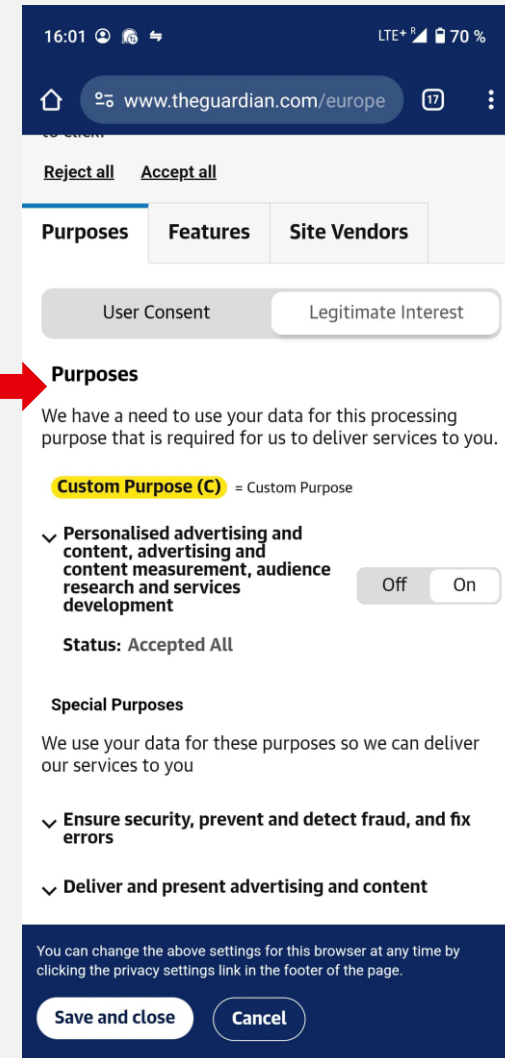 16:01 LTE+ R 70 %
www.theguardian.com/europe 17
to click.
Reject all Accept all
Purposes Features Site Vendors
User Consent Legitimate Interest
Purposes
We have a need to use your data for this processing
purpose that is required for us to deliver services to you.
Custom Purpose (C) = Custom Purpose
Personalised advertising and
content, advertising and
content measurement, audience
research and services
development
Off On
Status: Accepted All
Special Purposes
We use your data for these purposes so we can deliver
our services to you
Ensure security, prevent and detect fraud, and fix
errors
Deliver and present advertising and content
You can change the above settings for this browser at any time by
clicking the privacy settings link in the footer of the page.
Save and close Cancel